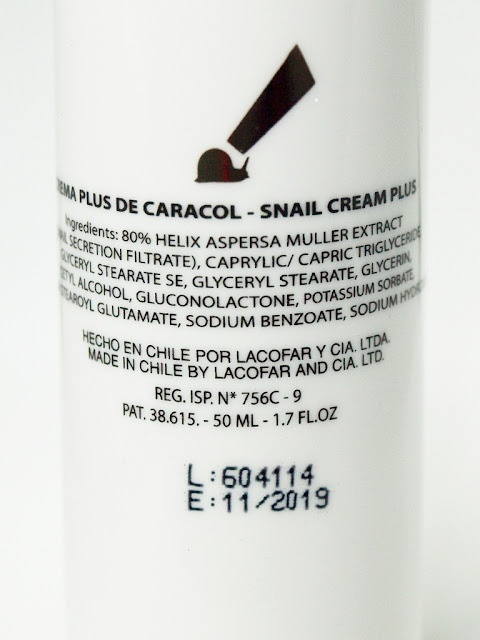 PLUS DE CARACOL - SNAIL CREAM PLUS
Ingredients: 80% HELIX ASPERSA MULLER EXTRACT
SECRETION FILTRATE), CAPRYLIC/ CAPRIC TRIGLYCERIDE
GLYCERYL STEARATE SE, GLYCERYL STEARATE, GLYCERIN,
ALCOHOL, GLUCONOLACTONE, POTASSIUM SORBATE
GLUTAMATE, SODIUM BENZOATE, SODIUM
HECHO EN CHILE POR LACOFAR Y CIA. LTDA.
MADE IN CHILE BY LACOFAR AND CIA. LTD.
REG. ISP. N* 756C - 9
PAT. 38.615. - 50 ML - 1.7 FL.OZ
L:604114
E:11/2019